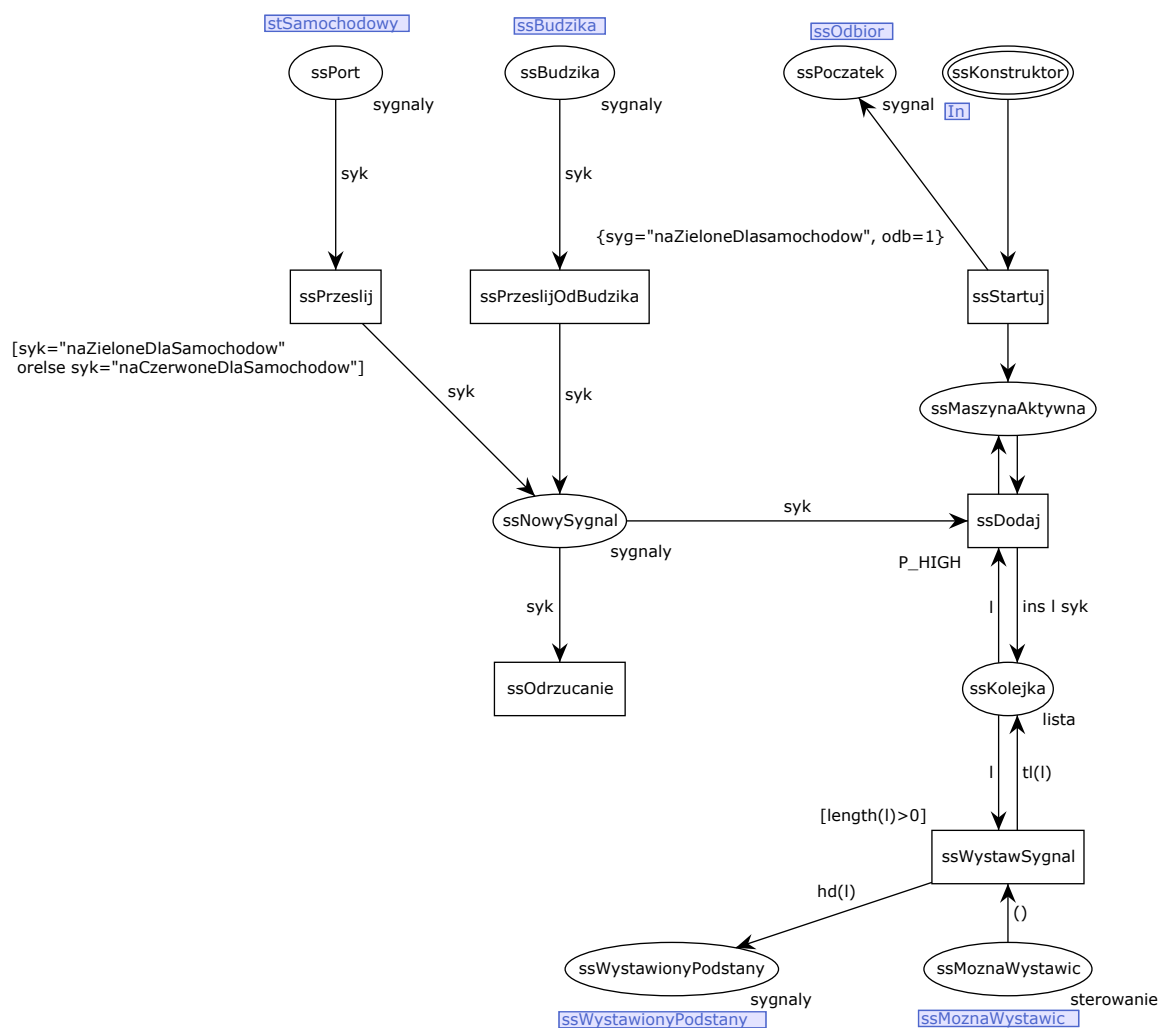 stSamochodowy
ssBudzika
ssOdbior
ssPort
ssBudzika
ssPoczatek
ssKonstruktor
sygnaly
sygnaly
sygnal
In
syk
syk
{syg="naZieloneDlasamochodow", odb=1}
ssPrzeslij
ssPrzeslijOdBudzika
ssStartuj
[syk="naZieloneDlaSamochodow"
orelse syk="naCzerwoneDlaSamochodow"]
syk
syk
ssMaszynaAktywna
syk
ssNowySygnal
ssDodaj
sygnaly
P_HIGH
syk
l
ins l syk
ssOdrzucanie
ssKolejka
lista
l
tl(l)
[length(l)>0]
ssWystawSygnal
hd(l)
()
ssWystawionyPodstany
ssMoznaWystawic
sygnaly
sterowanie
ssWystawionyPodstany
ssMoznaWystawic